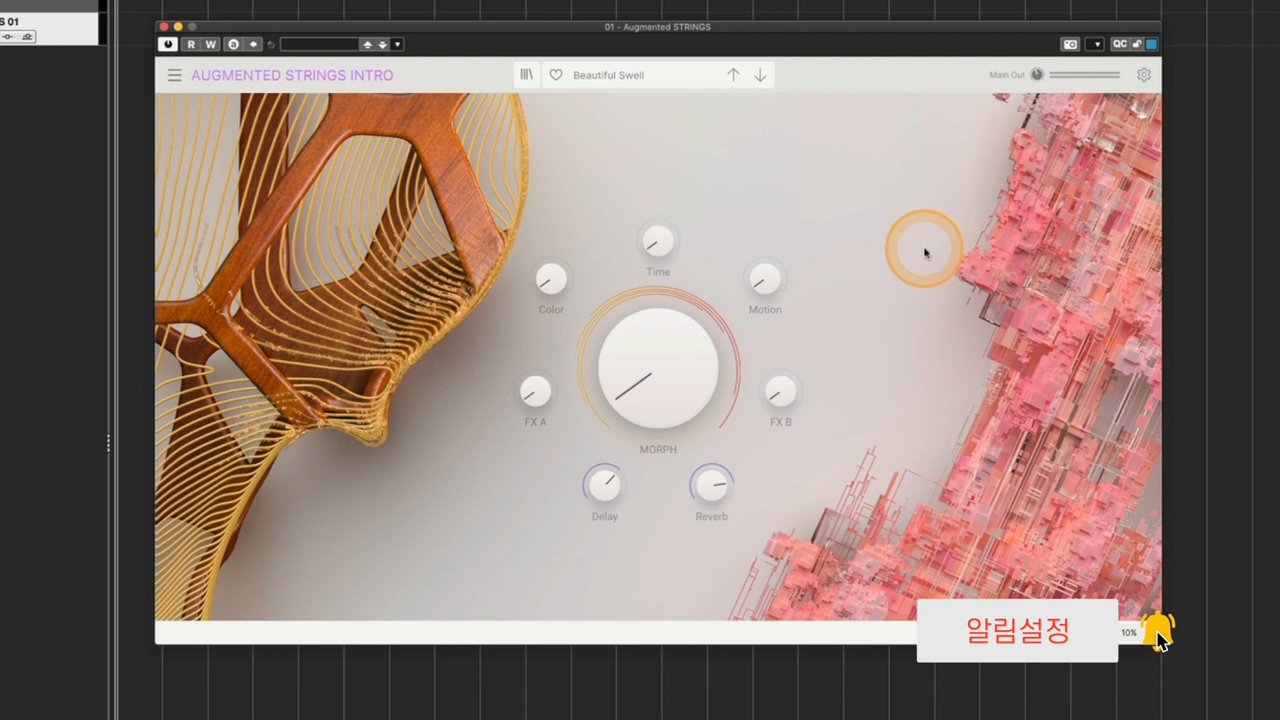 S 01
01 - Augmented STRINGS
R W
QC
AUGMENTED STRINGS INTRO
Beautiful Swell
Main Out
Time
Color
Motion
FX A
FX B
MORPH
Delay
Reverb
알림설정
10%